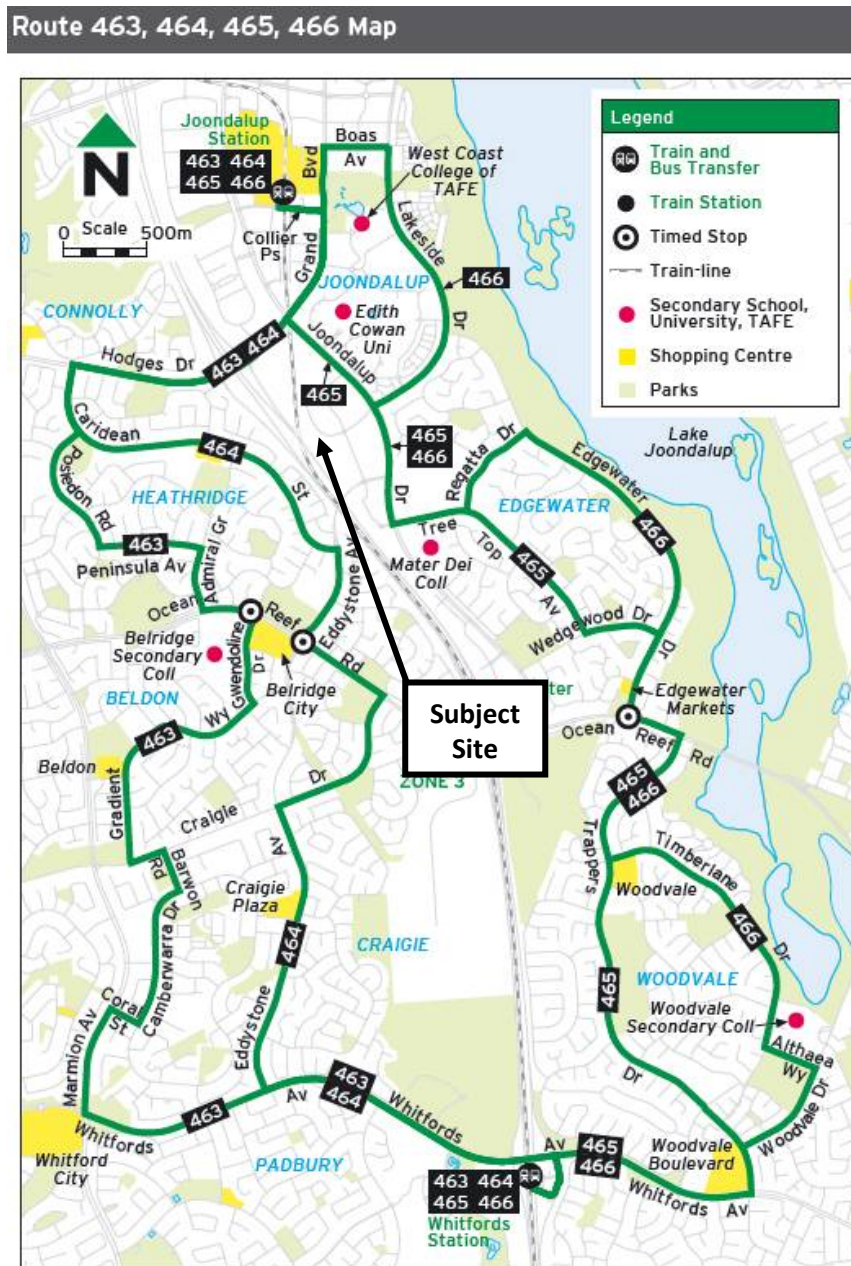 Route 463, 464, 465, 466 Map
Joondalup
Station
463 464
465 466
N
0 Scale 500m
Boas
Av
Bvd
Grand
Collier
Ps
West Coast
College of
TAFE
Lakeside
Dr
466
JOONDALUP
Edith
Cowan
Uni
Joondalup
Dr
465
465
466
Legend
Train and
Bus Transfer
Train Station
Timed Stop
Train-line
Secondary School,
University, TAFE
Shopping Centre
Parks
Lake
Joondalup
CONNOLLY
Hodges Dr
463 464
Caridean
St
464
Posiedon Rd
HEATHRIDGE
463
Peninsula Av
Admiral Gr
Ocean
Reef
Rd
Eddystone Av
Belridge
Secondary
Coll
Gwendoline
Dr
Belridge
City
BELDON
Wy
463
Beldon
Gradient
Craigie
Dr
Rd
Barwon
Camberwarra Dr
Coral
St
Marmion Av
Craigie
Plaza
Av
464
Eddystone
CRAIGIE
Regatta Dr
Edgewater
Dr
466
EDGEWATER
Tree
Top
Av
465
Mater Dei
Coll
Wedgewood Dr
Edgewater
Markets
Ocean
Reef
Rd
Subject
Site
ter
ZONE 3
465
466
Trappers
Dr
465
Timberlane
Dr
466
Woodvale
WOODVALE
Woodvale
Secondary Coll
Althaea
Wy
Woodvale Dr
Woodvale
Boulevard
Whitfords
463
Av
463
464
Whitfords
Av
465
466
Whitfords Av
Whitford
City
PADBURY
463 464
465 466
Whitfords
Station